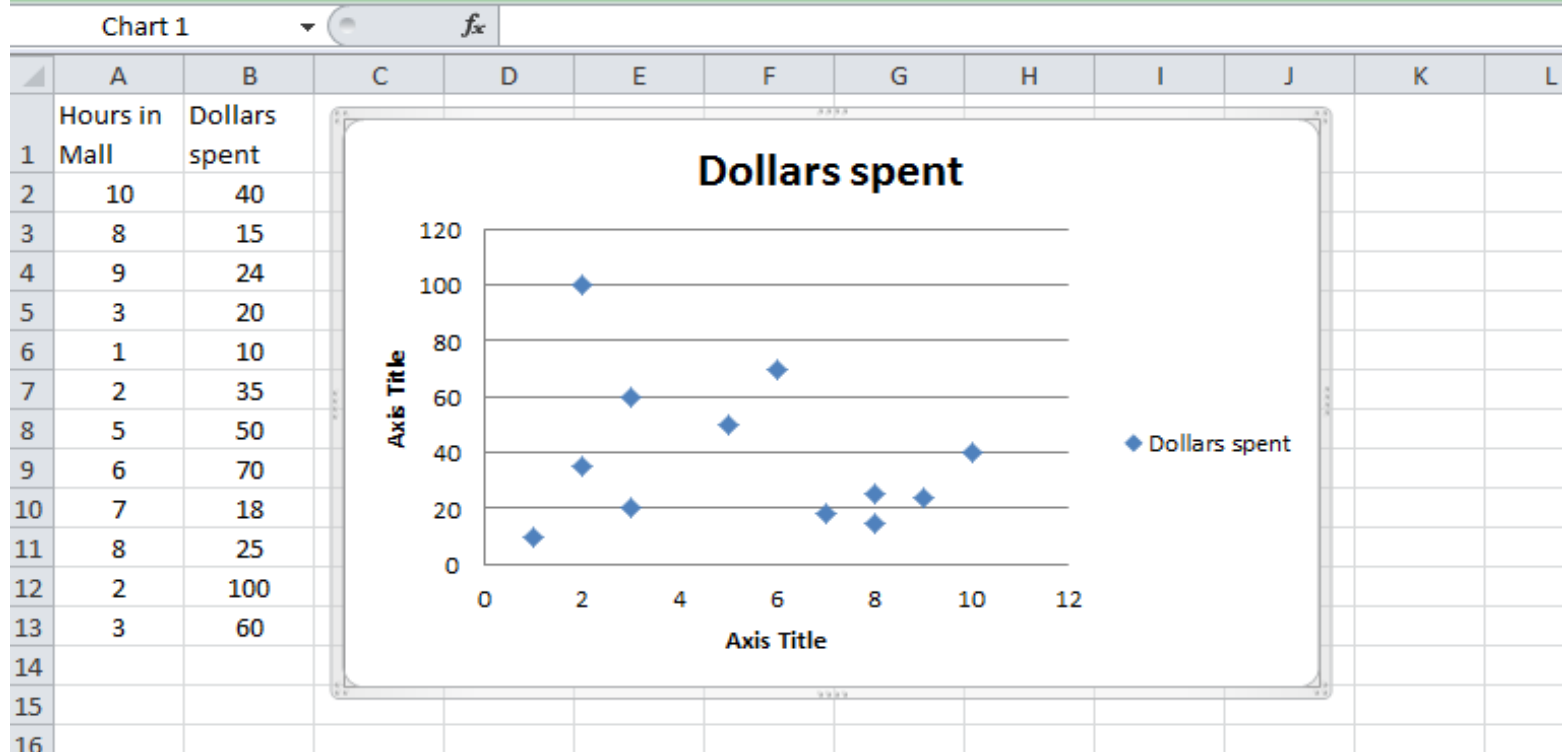 Chart 1
fx
A B C D E F G H I J K L
Hours in Dollars
1 Mall spent
2 10 40
3 8 15
4 9 24
5 3 20
6 1 10
7 2 35
8 5 50
9 6 70
10 7 18
11 8 25
12 2 100
13 3 60
14
15
16
Dollars spent
120
100
80
60
40
20
0
Axis Title
0 2 4 6 8 10 12
Axis Title
Dollars spent